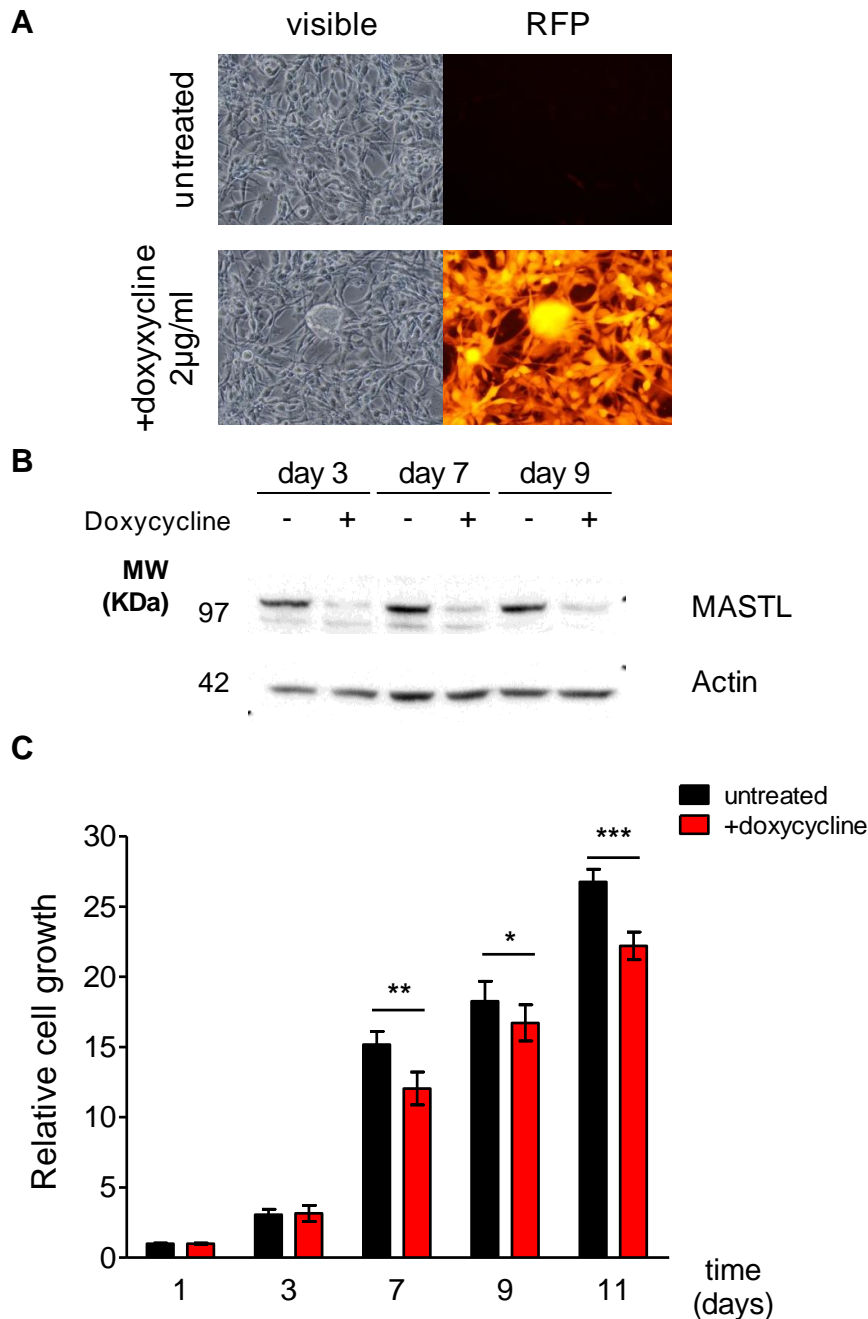 A
visible RFP
untreated
+doxyxycline
2µg/ml
B
day 3 day 7 day 9
Doxycycline - + - + - +
MW
(KDa)
97 MASTL
42 Actin
C
untreated
+doxycycline
Relative cell growth
30
25
20
15
10
5
0
** * ***
1 3 7 9 11
time
(days)